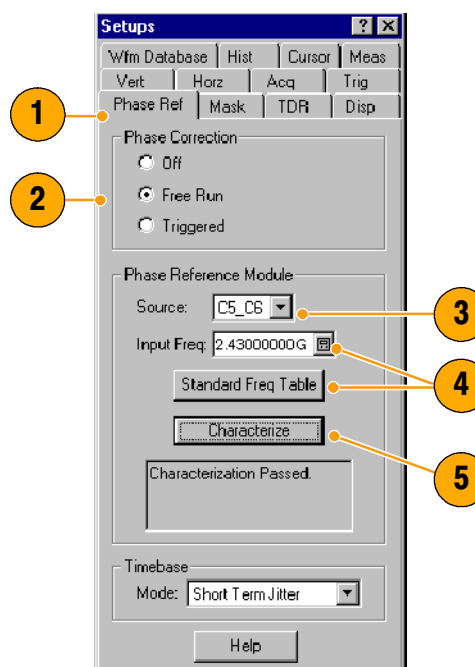 Setups
Wfm Database Hist Cursor Meas
Vert Horz Acq Trig
Phase Ref Mask TDR Disp
1
Phase Correction
Off
2
Free Run
Triggered
Phase Reference Module
Source: C5_C6
3
Input Freq: 2.43000000G
4
Standard Freq Table
Characterize
5
Characterization Passed.
Timebase
Mode: Short Term Jitter
Help